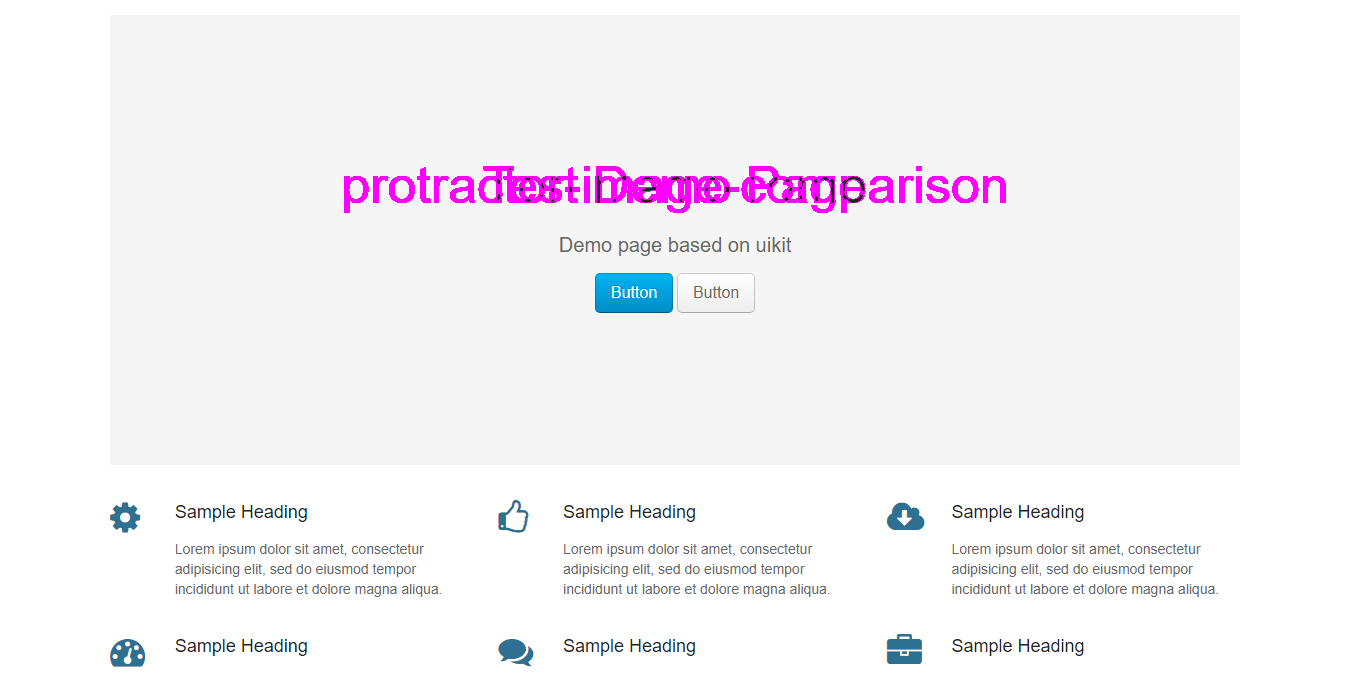 protractor-image-comparison
Test Demo Page
Demo page based on uikit
Button Button
Sample Heading Sample Heading Sample Heading
Lorem ipsum dolor sit amet, consectetur Lorem ipsum dolor sit amet, consectetur Lorem ipsum dolor sit amet, consectetur
adipisicing elit, sed do eiusmod tempor adipisicing elit, sed do eiusmod tempor adipisicing elit, sed do eiusmod tempor
incididunt ut labore et dolore magna aliqua. incididunt ut labore et dolore magna aliqua. incididunt ut labore et dolore magna aliqua.
Sample Heading Sample Heading Sample Heading